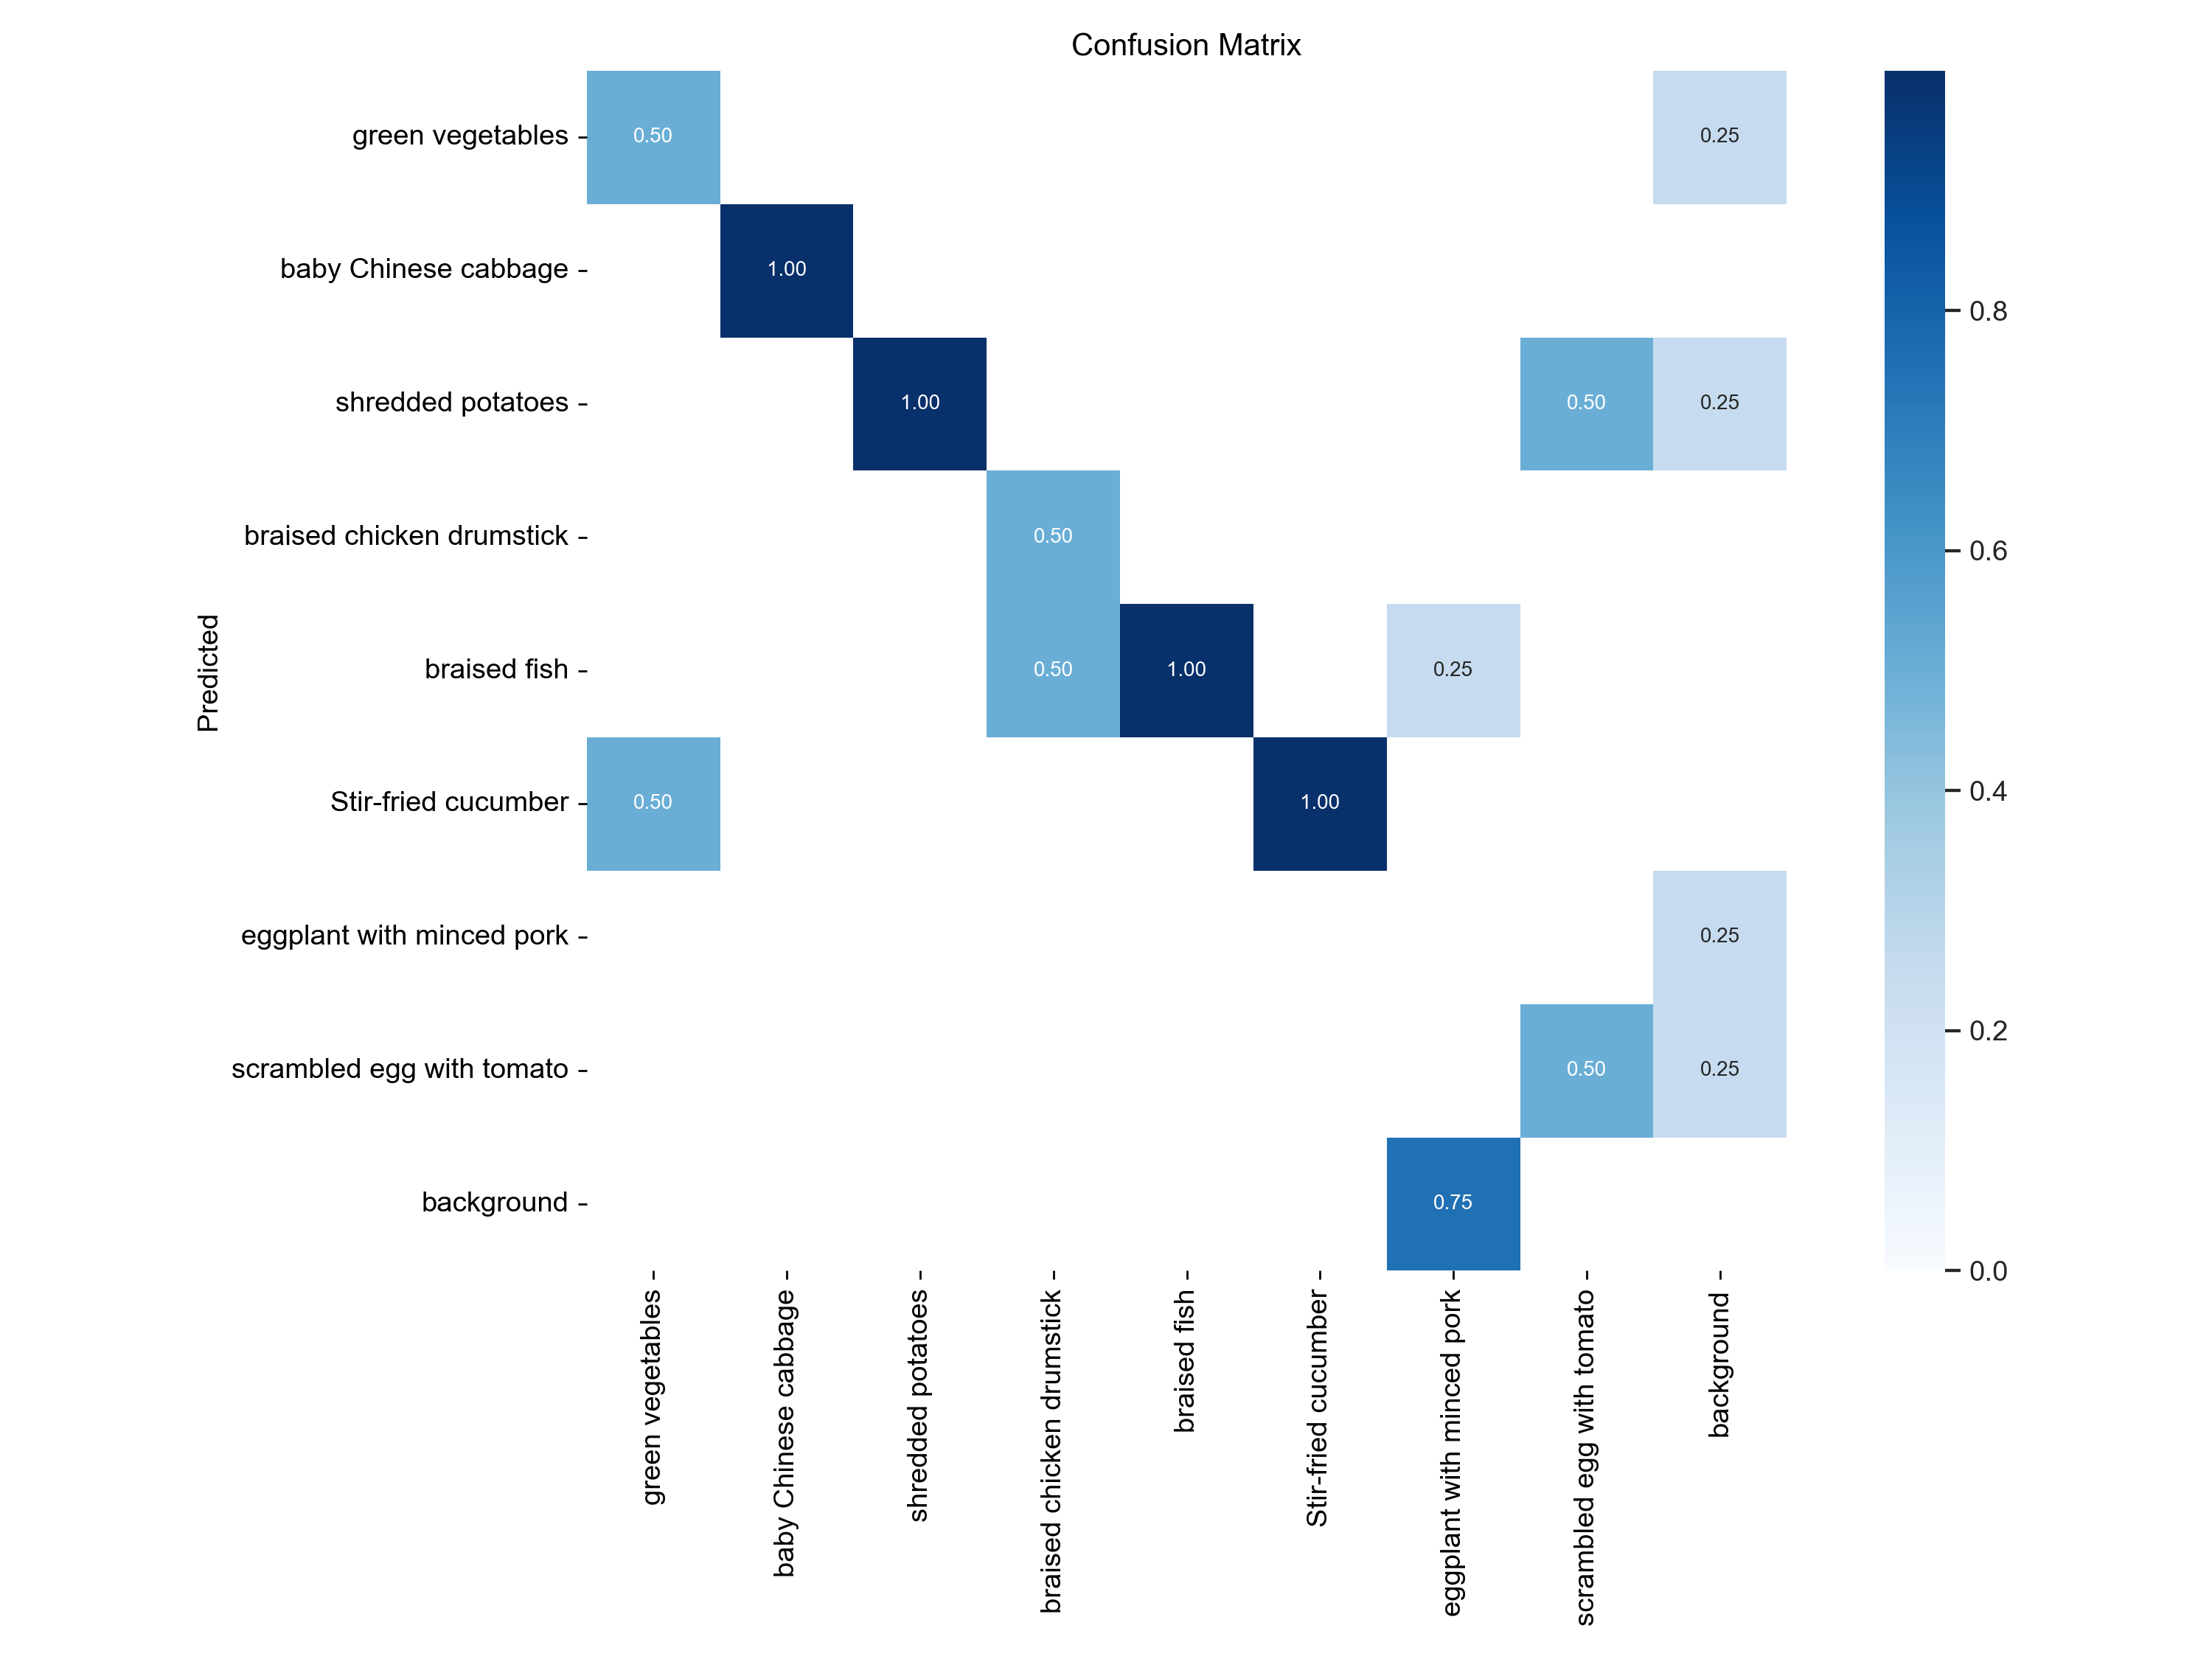 Confusion Matrix
green vegetables
0.50
0.25
baby Chinese cabbage
1.00
shredded potatoes
1.00
0.50
0.25
braised chicken drumstick
0.50
braised fish
0.50
1.00
0.25
Stir-fried cucumber
0.50
1.00
eggplant with minced pork
0.25
scrambled egg with tomato
0.50
0.25
background
0.75
Predicted
green vegetables
baby Chinese cabbage
shredded potatoes
braised chicken drumstick
braised fish
Stir-fried cucumber
eggplant with minced pork
scrambled egg with tomato
background
0.8
0.6
0.4
0.2
0.0